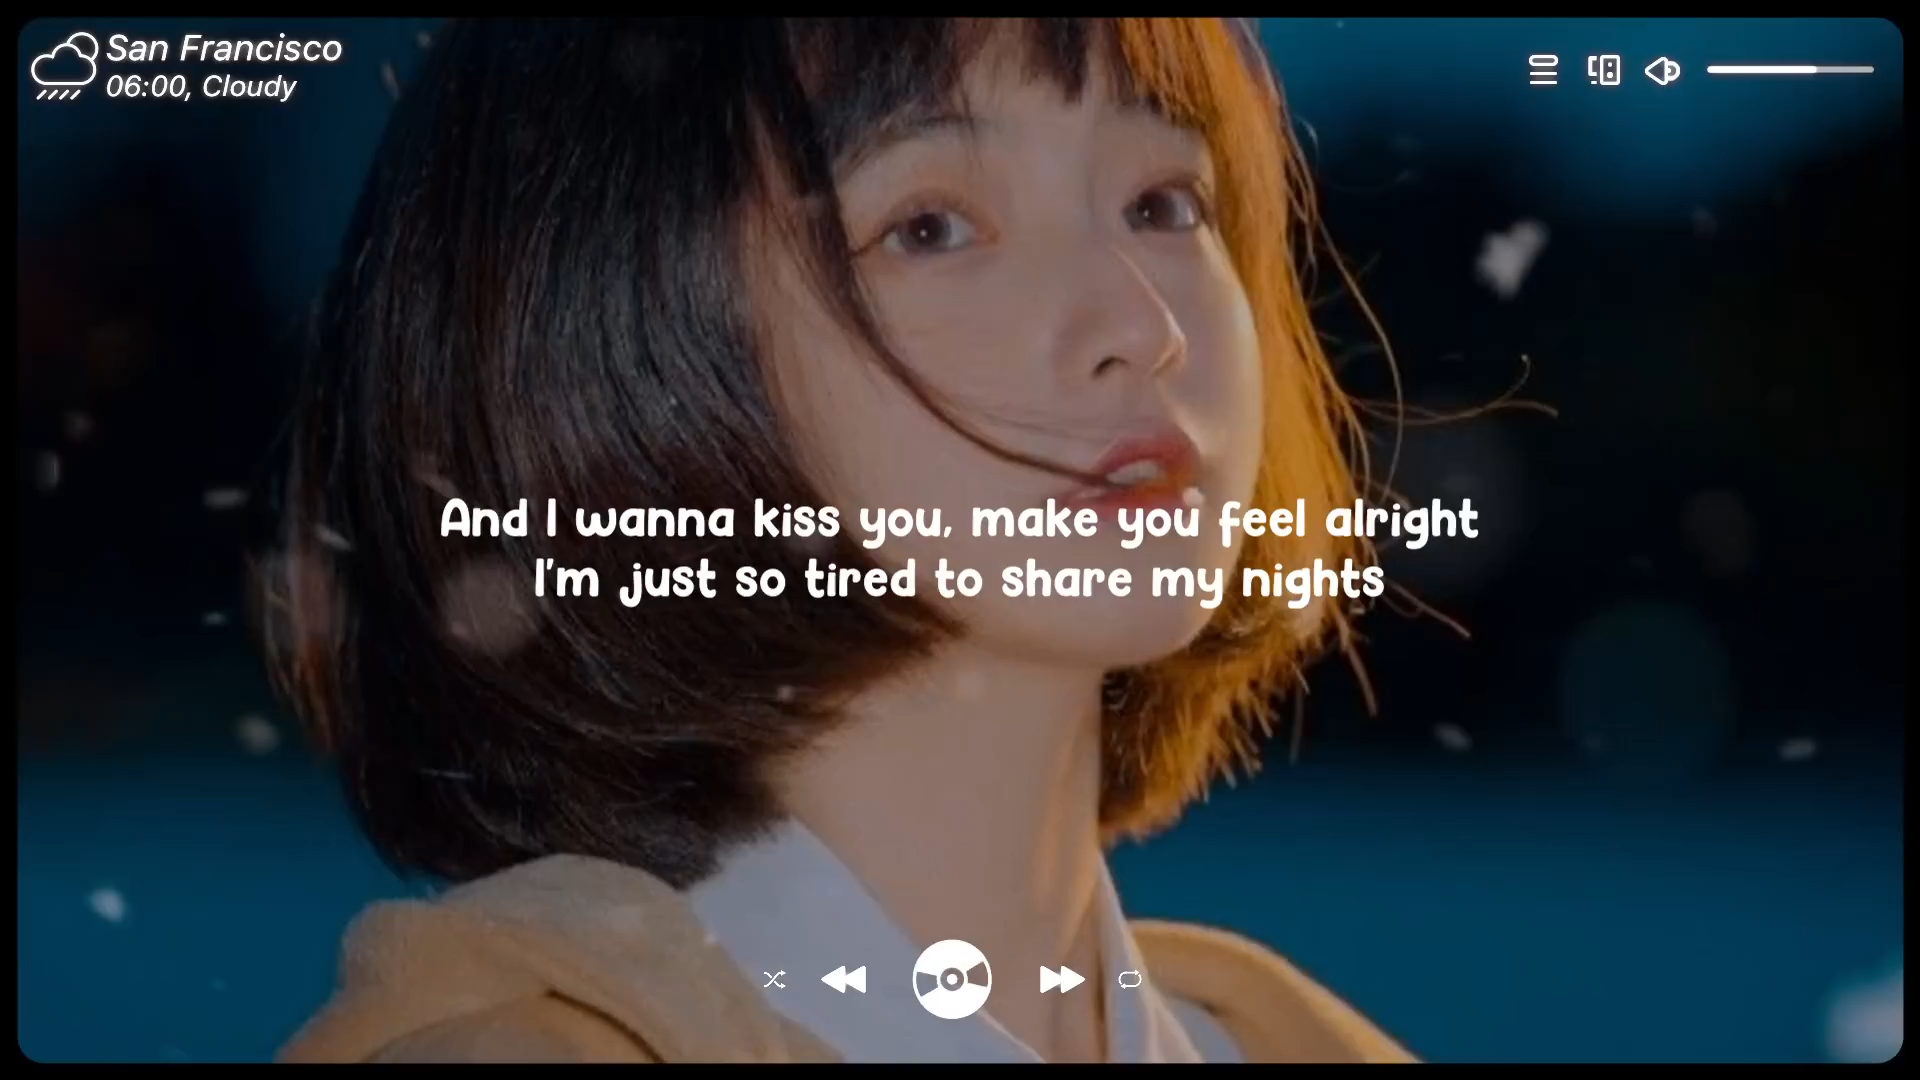 San Francisco
06:00, Cloudy
And I wanna kiss you, make you feel alright
I'm just so tired to share my nights